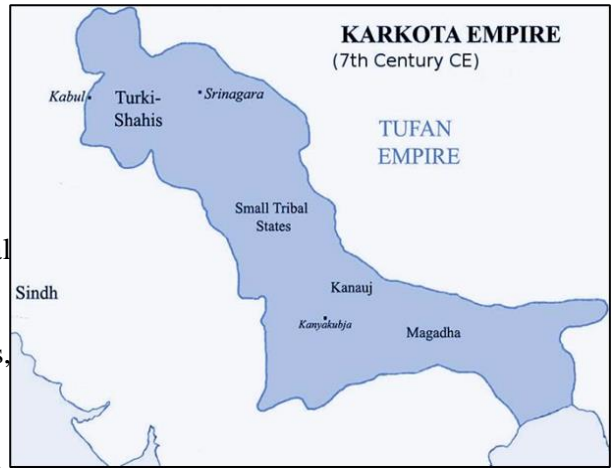 KARKOTA EMPIRE
(7th Century CE)
Kabul
Turki-
Shahis
Srinagara
TUFAN
EMPIRE
Small Tribal
States
Sindh
Kanauj
Kanyakubja
Magadha